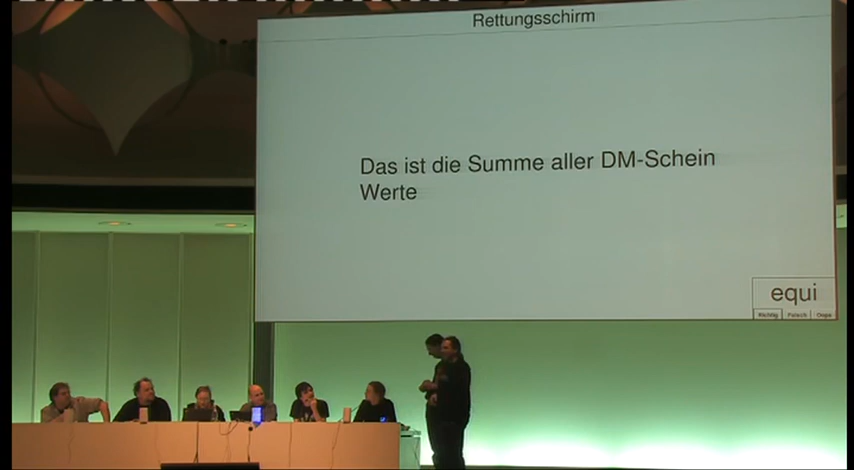 Rettungsschirm
Das ist die Summe aller DM-Schein
Werte
equi
Richtig Falsch Oops